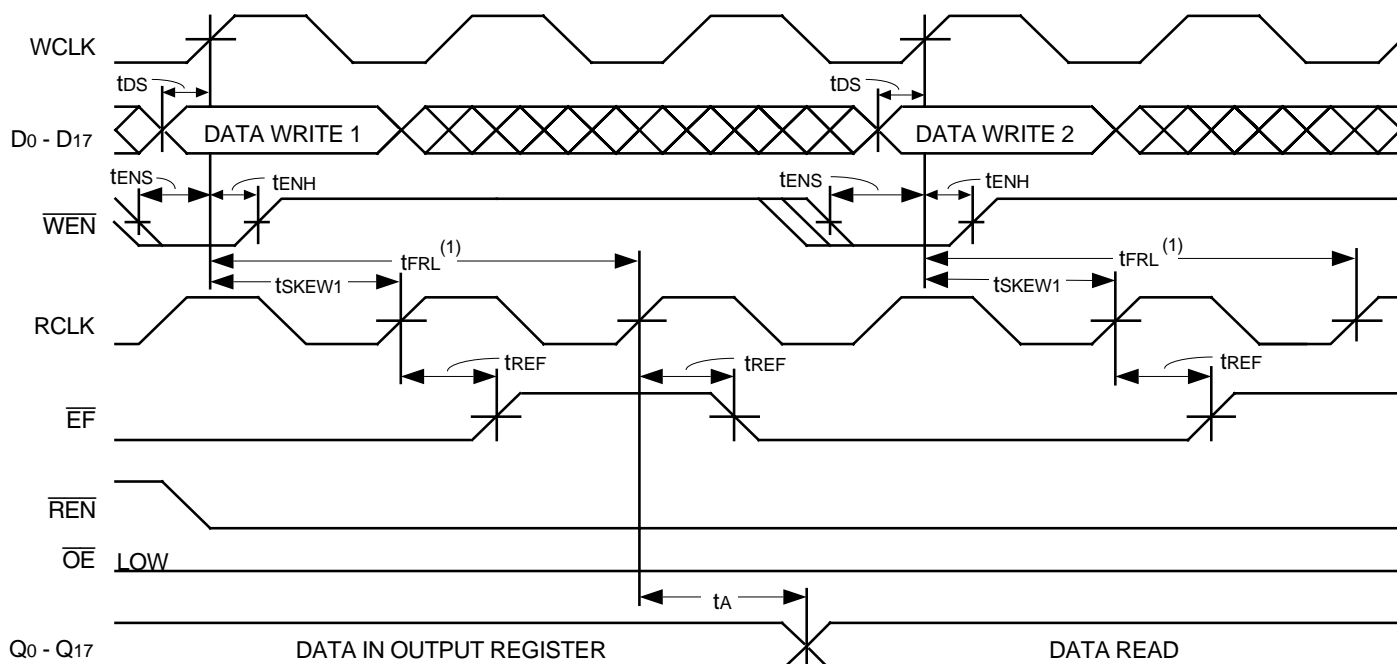 WCLK
tDS tDS
D0 - D17 DATA WRITE 1 DATA WRITE 2
tENS tENH tENS tENH
WEN
tFRL(1) tFRL(1)
tSKEW1 tSKEW1
RCLK
tREF tREF tREF
EF
REN
OE LOW
tA
Q0 - Q17 DATA IN OUTPUT REGISTER DATA READ